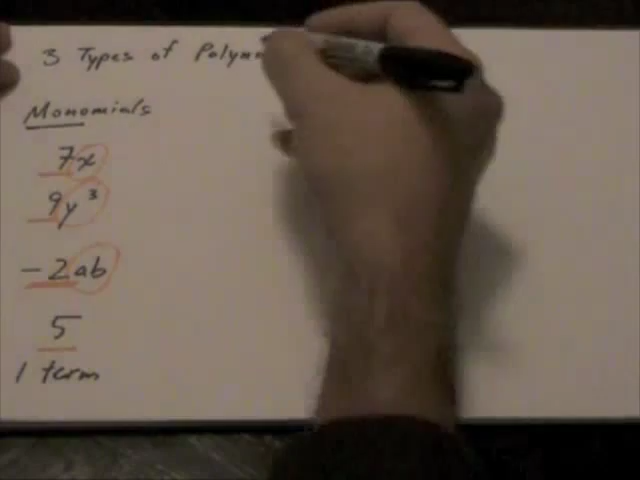 3 Types of
Monomials
7x
9y³
-2ab
5
1 term